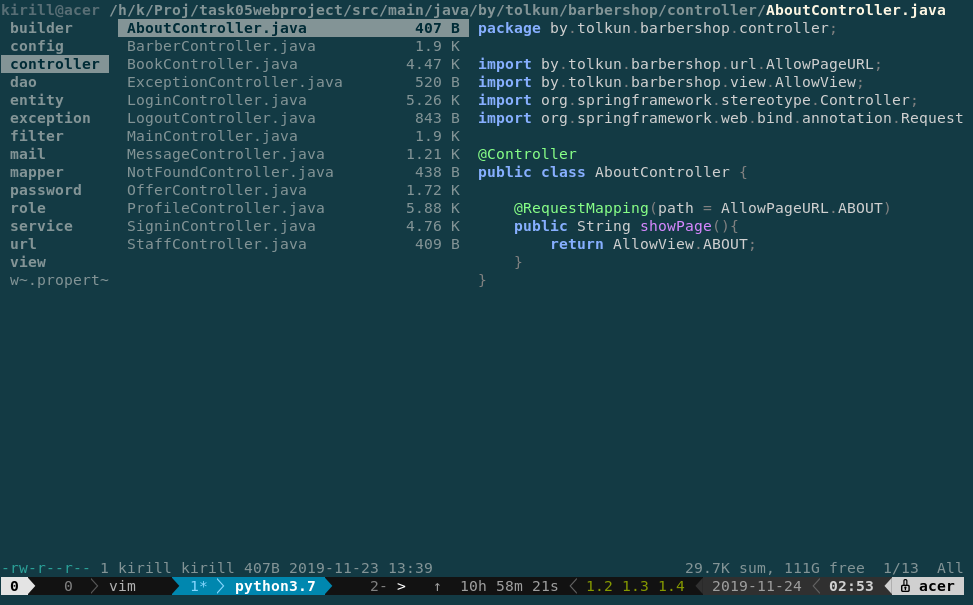 kirill@acer /h/k/Proj/task05webproject/src/main/java/by/tolkun/barbershop/controller/AboutController.java
builder AboutController.java 407 B package by.tolkun.barbershop.controller;
config BarberController.java 1.9 K
controller BookController.java 4.47 K import by.tolkun.barbershop.url.AllowPageURL;
dao ExceptionController.java 520 B import by.tolkun.barbershop.view.AllowView;
entity LoginController.java 5.26 K import org.springframework.stereotype.Controller;
exception LogoutController.java 843 B import org.springframework.web.bind.annotation.Request
filter MainController.java 1.9 K
mail MessageController.java 1.21 K @Controller
mapper NotFoundController.java 438 B public class AboutController {
password OfferController.java 1.72 K
role ProfileController.java 5.88 K @RequestMapping(path = AllowPageURL.ABOUT)
service SigninController.java 4.76 K public String showPage(){
url StaffController.java 409 B return AllowView.ABOUT;
view }
w~.propert~ }
-rw-r--r-- 1 kirill kirill 407B 2019-11-23 13:39 29.7K sum, 111G free 1/13 All
0 0 vim 1* python3.7 2- > ↑ 10h 58m 21s 1.2 1.3 1.4 2019-11-24 02:53 acer